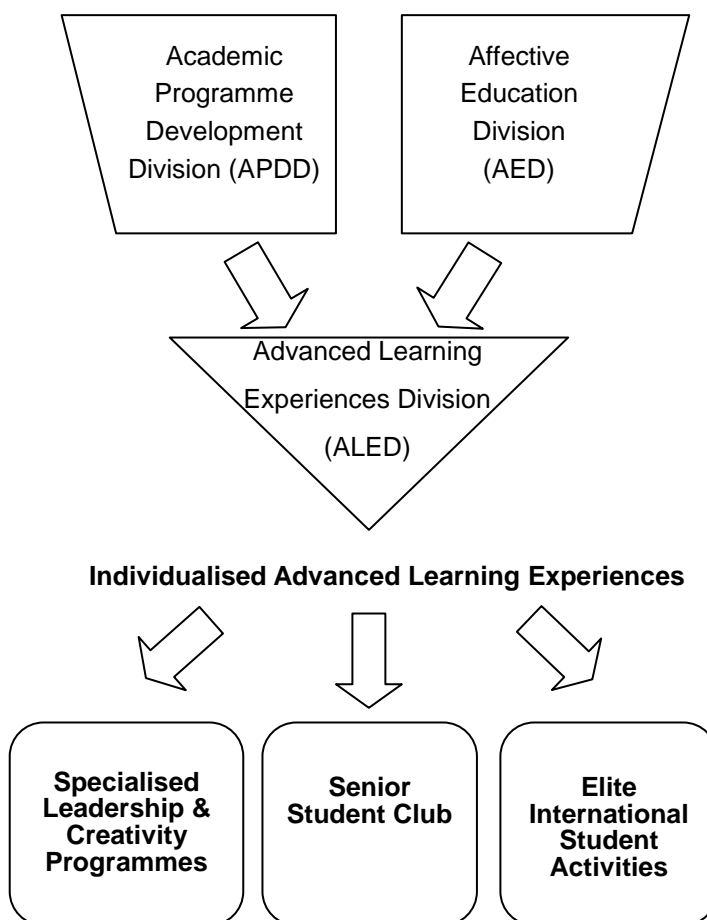 Academic
Programme
Development
Division (APDD)
Affective
Education
Division
(AED)
Advanced Learning
Experiences Division
(ALED)
Individualised Advanced Learning Experiences
Specialised
Leadership &
Creativity
Programmes
Senior
Student Club
Elite
International
Student
Activities